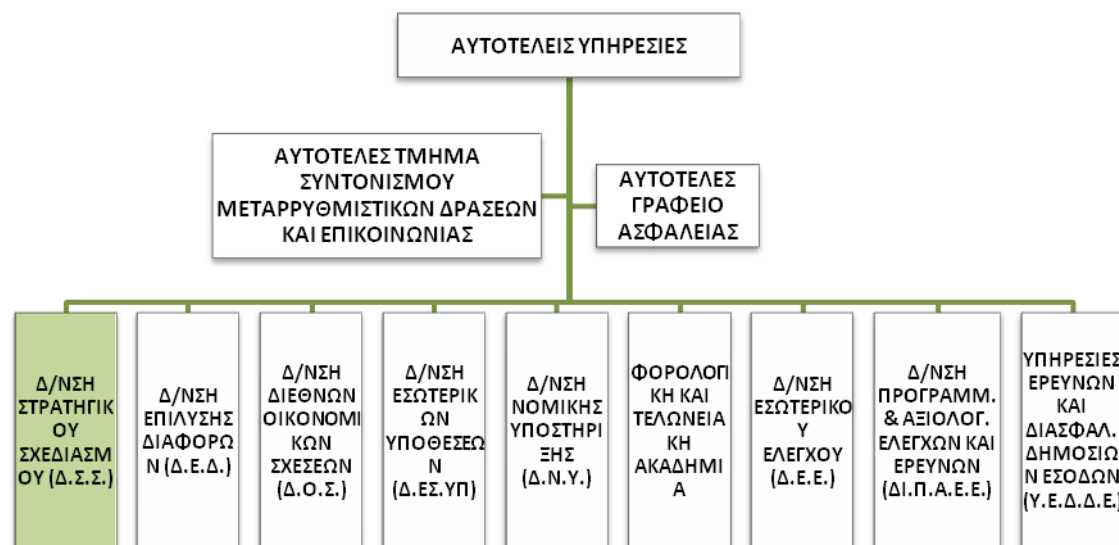 ΑΥΤΟΤΕΛΕΙΣ ΥΠΗΡΕΣΙΕΣ
ΑΥΤΟΤΕΛΕΣ ΤΜΗΜΑ
ΣΥΝΤΟΝΙΣΜΟΥ
ΜΕΤΑΡΡΥΘΜΙΣΤΙΚΩΝ ΔΡΑΣΕΩΝ
ΚΑΙ ΕΠΙΚΟΙΝΩΝΙΑΣ
ΑΥΤΟΤΕΛΕΣ
ΓΡΑΦΕΙΟ
ΑΣΦΑΛΕΙΑΣ
Δ/ΝΣΗ
ΣΤΡΑΤΗΓΙΚ
ΟΥ
ΣΧΕΔΙΑΣΜ
ΟΥ (Δ.Σ.Σ.)
Δ/ΝΣΗ
ΕΠΙΛΥΣΗΣ
ΔΙΑΦΟΡΩ
Ν (Δ.Ε.Δ.)
Δ/ΝΣΗ
ΔΙΕΘΝΩΝ
ΟΙΚΟΝΟΜΙ
ΚΩΝ
ΣΧΕΣΕΩΝ
(Δ.Ο.Σ.)
Δ/ΝΣΗ
ΕΣΩΤΕΡΙΚ
ΩΝ
ΥΠΟΘΕΣΕΩ
Ν
(Δ.ΕΣ.ΥΠ)
Δ/ΝΣΗ
ΝΟΜΙΚΗΣ
ΥΠΟΣΤΗΡΙ
ΞΗΣ
(Δ.Ν.Υ.)
ΦΟΡΟΛΟΓΙ
ΚΗ ΚΑΙ
ΤΕΛΩΝΕΙΑ
ΚΗ
ΑΚΑΔΗΜΙ
Α
Δ/ΝΣΗ
ΕΣΩΤΕΡΙΚΟ
Υ
ΕΛΕΓΧΟΥ
(Δ.Ε.Ε.)
Δ/ΝΣΗ
ΠΡΟΓΡΑΜΜ.
& ΑΞΙΟΛΟΓ.
ΕΛΕΓΧΩΝ ΚΑΙ
ΕΡΕΥΝΩΝ
(ΔΙ.Π.Α.Ε.Ε.)
ΥΠΗΡΕΣΙΕΣ
ΕΡΕΥΝΩΝ
ΚΑΙ
ΔΙΑΣΦΑΛ.
ΔΗΜΟΣΙΩ
Ν ΕΣΟΔΩΝ
(Υ.Ε.Δ.Δ.Ε.)